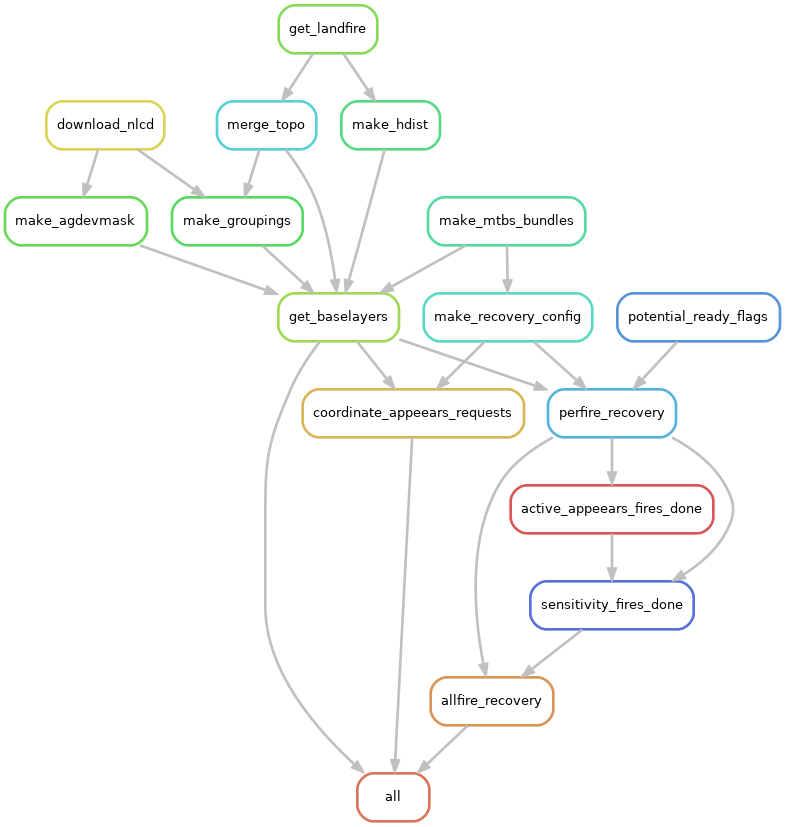 get_landfire
download_nlcd
merge_topo
make_hdist
make_agdevmask
make_groupings
make_mtbs_bundles
get_baselayers
make_recovery_config
potential_ready_flags
coordinate_appeears_requests
perfire_recovery
active_appeears_fires_done
sensitivity_fires_done
allfire_recovery
all